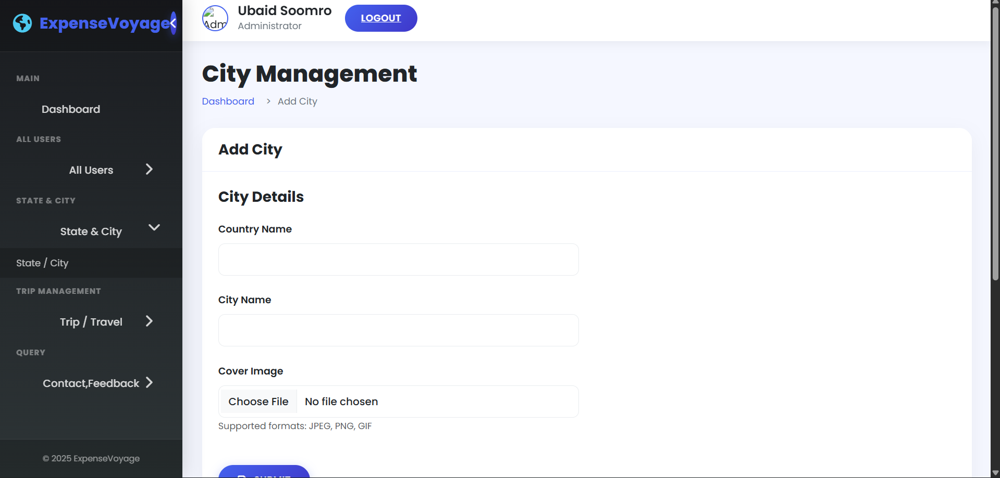 ExpenseVoyage
MAIN
Dashboard
ALL USERS
All Users
STATE & CITY
State & City
State / City
TRIP MANAGEMENT
Trip / Travel
QUERY
Contact,Feedback
© 2025 ExpenseVoyage
Adm
Ubaid Soomro
Administrator
LOGOUT
City Management
Dashboard > Add City
Add City
City Details
Country Name
City Name
Cover Image
Choose File No file chosen
Supported formats: JPEG, PNG, GIF
SUBMIT